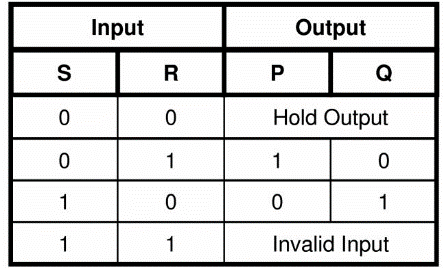 Input Output
S R P Q
0 0 Hold Output
0 1 1 0
1 0 0 1
1 1 Invalid Input